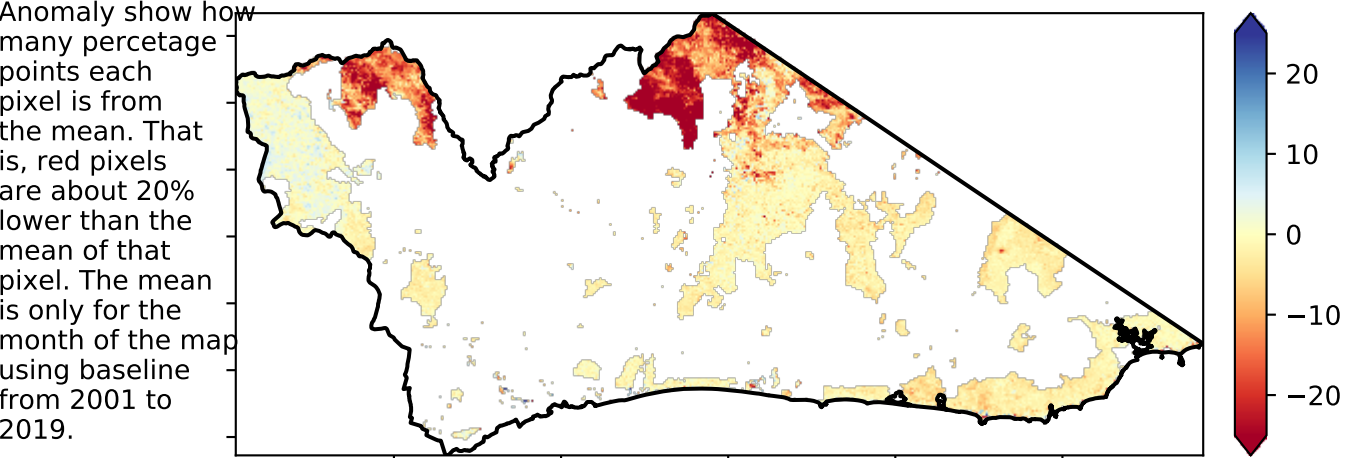 Anomaly show how
many percetage
points each
pixel is from
the mean. That
is, red pixels
are about 20%
lower than the
mean of that
pixel. The mean
is only for the
month of the map
using baseline
from 2001 to
2019.
20
10
0
−10
−20